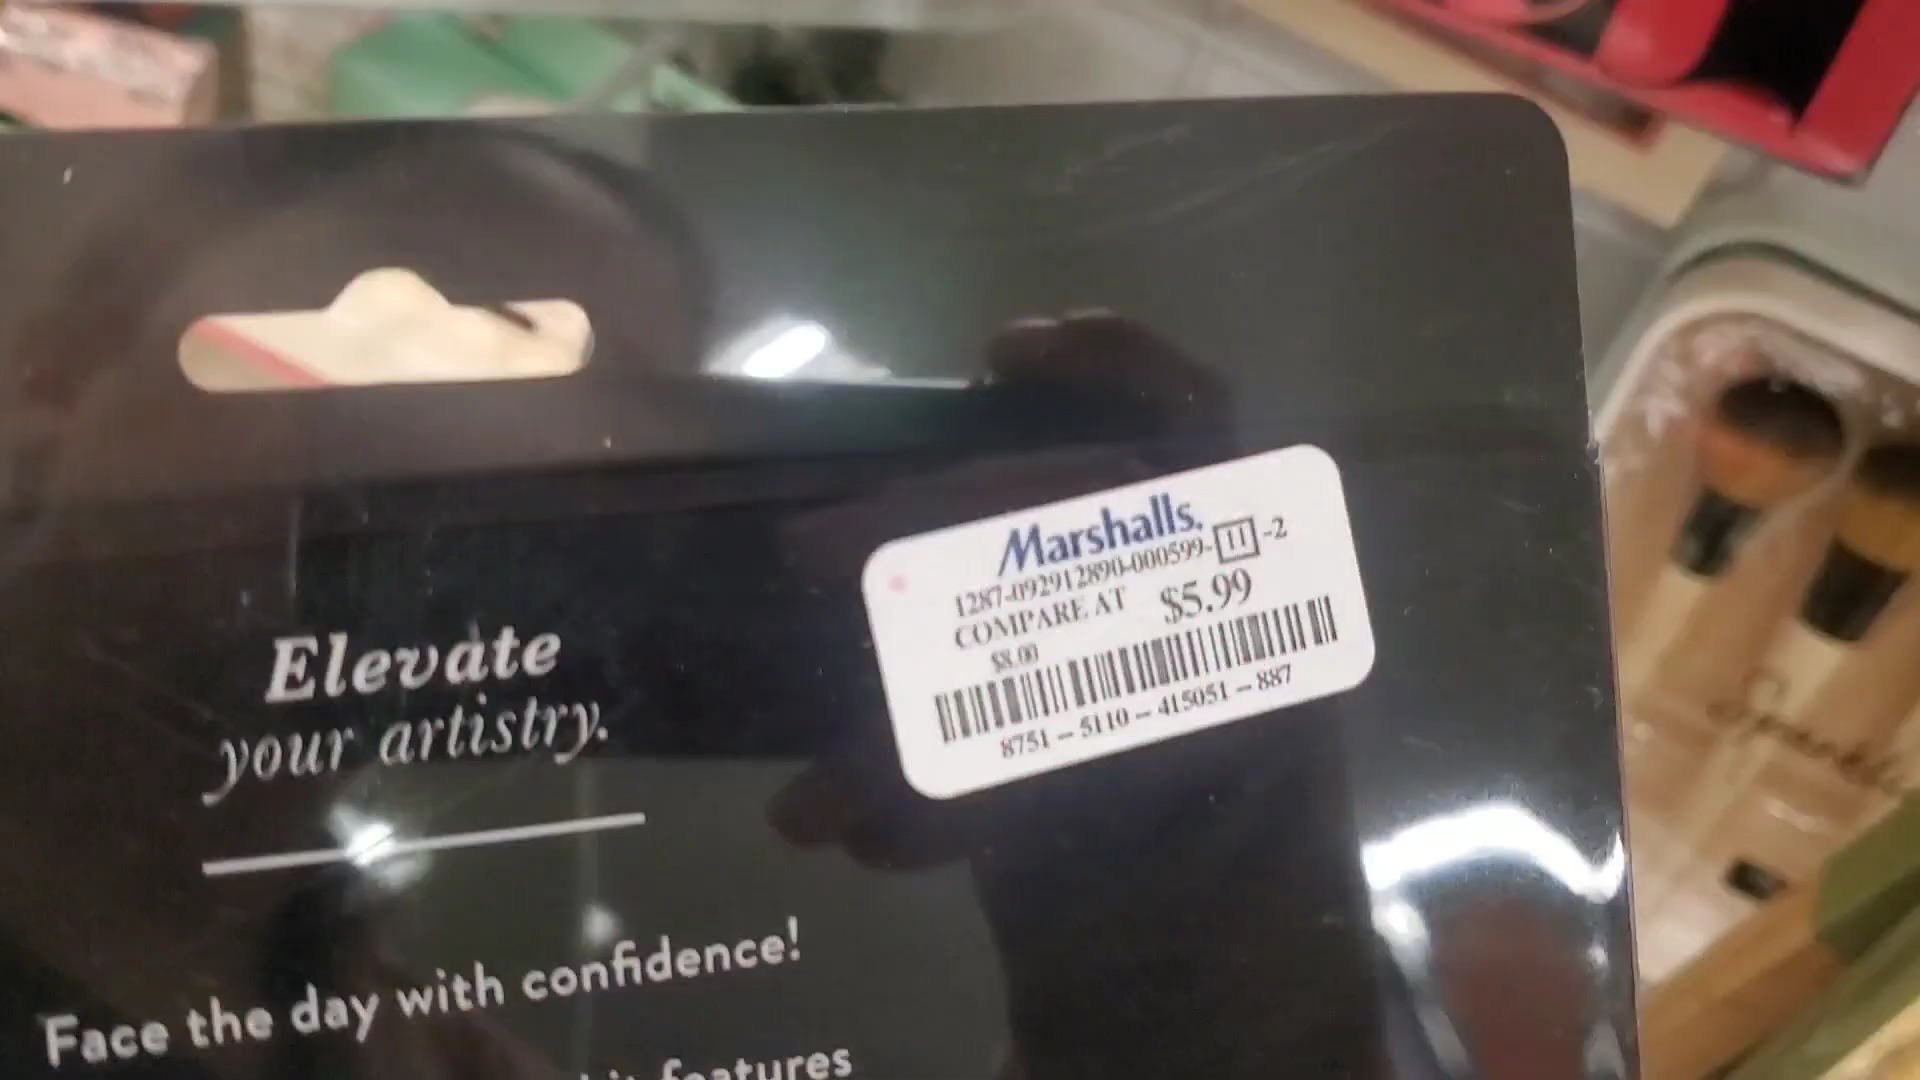 Marshalls.
1287-092912890-000599-11-2
COMPARE AT $5.99
$8.00
8751-5110-415051-887
Elevate
your artistry.
Face the day with confidence!
features